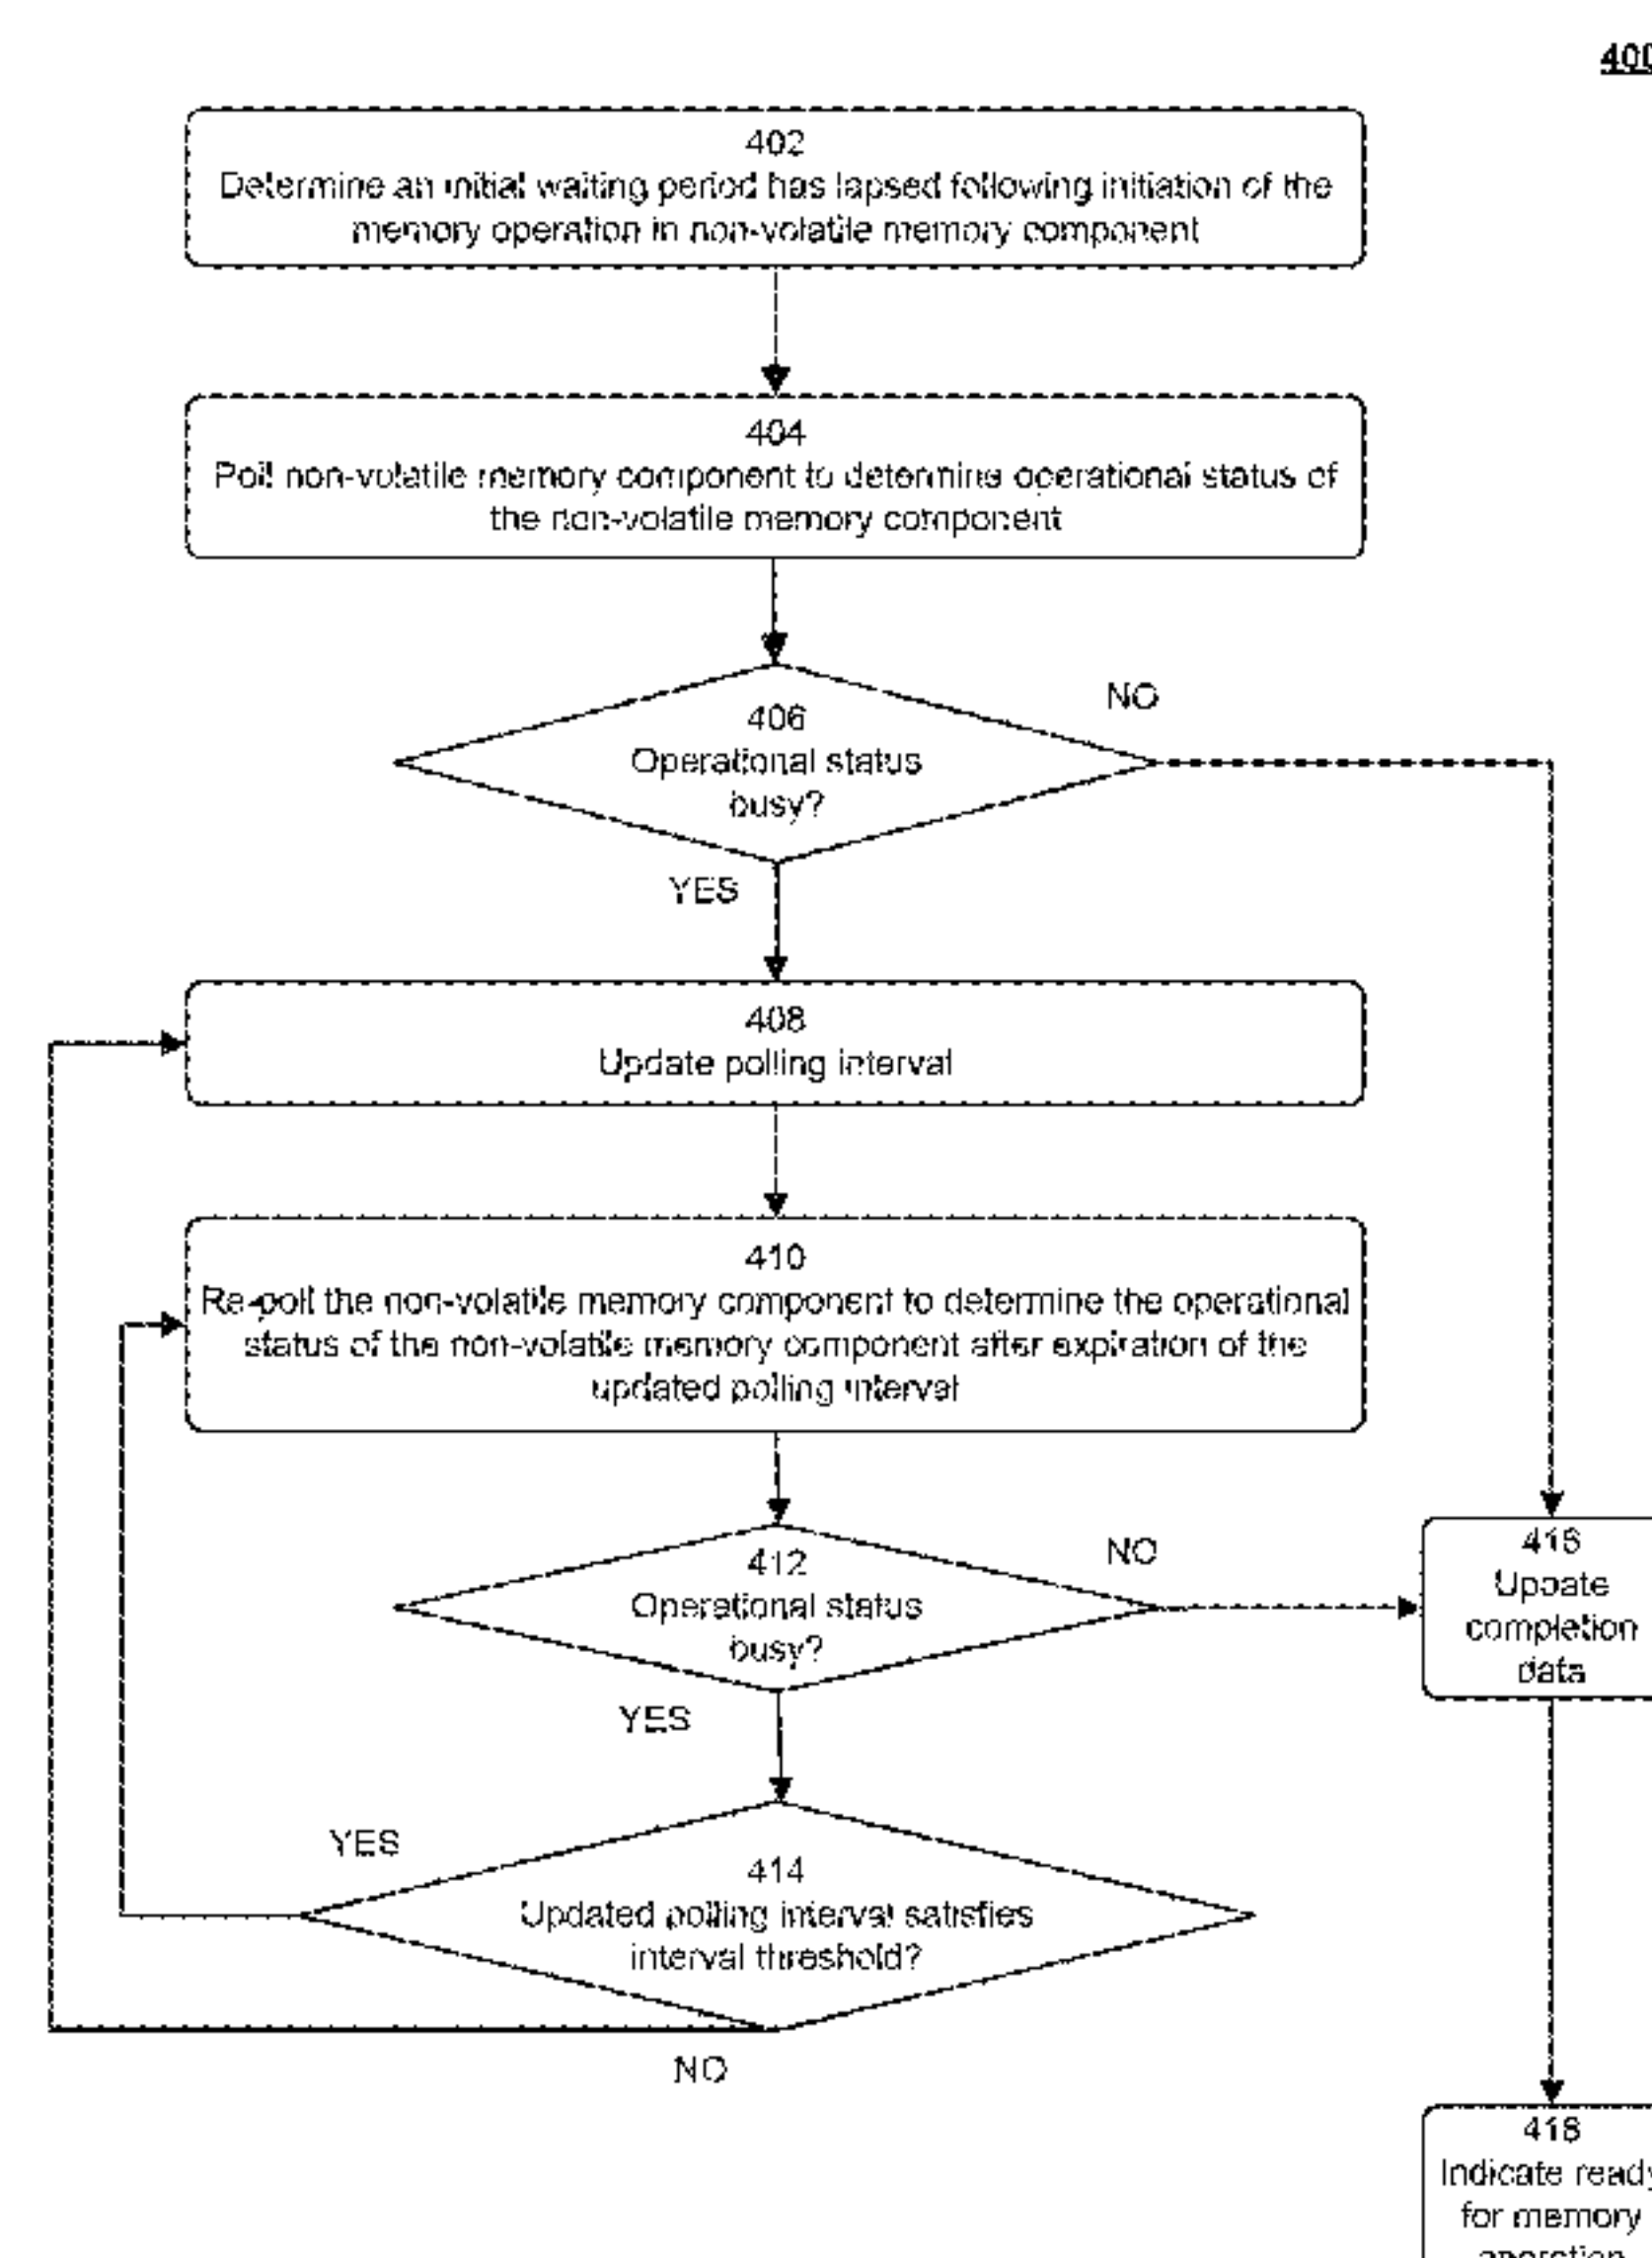 400
402
Determine an initial waiting period has lapsed following initiation of the
memory operation in non-volatile memory component
404
Poll non-volatile memory component to determine operational status of
the non-volatile memory component
406
Operational status
busy?
NO
YES
408
Update polling interval
410
Re-poll the non-volatile memory component to determine the operational
status of the non-volatile memory component after expiration of the
updated polling interval
412
Operational status
busy?
NO
YES
416
Update
completion
data
414
Updated polling interval satisfies
interval threshold?
YES
NO
418
Indicate ready
for memory
operation